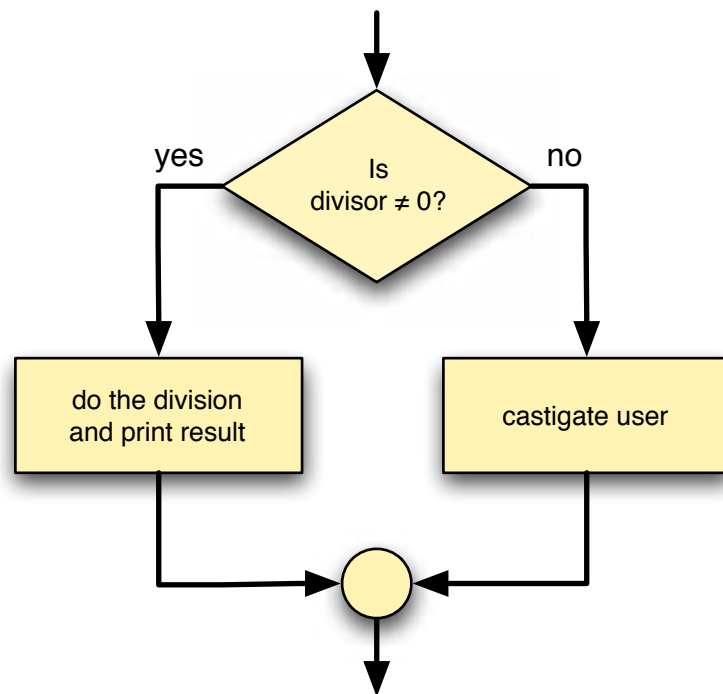 yes
no
Is
divisor ≠ 0?
do the division
and print result
castigate user